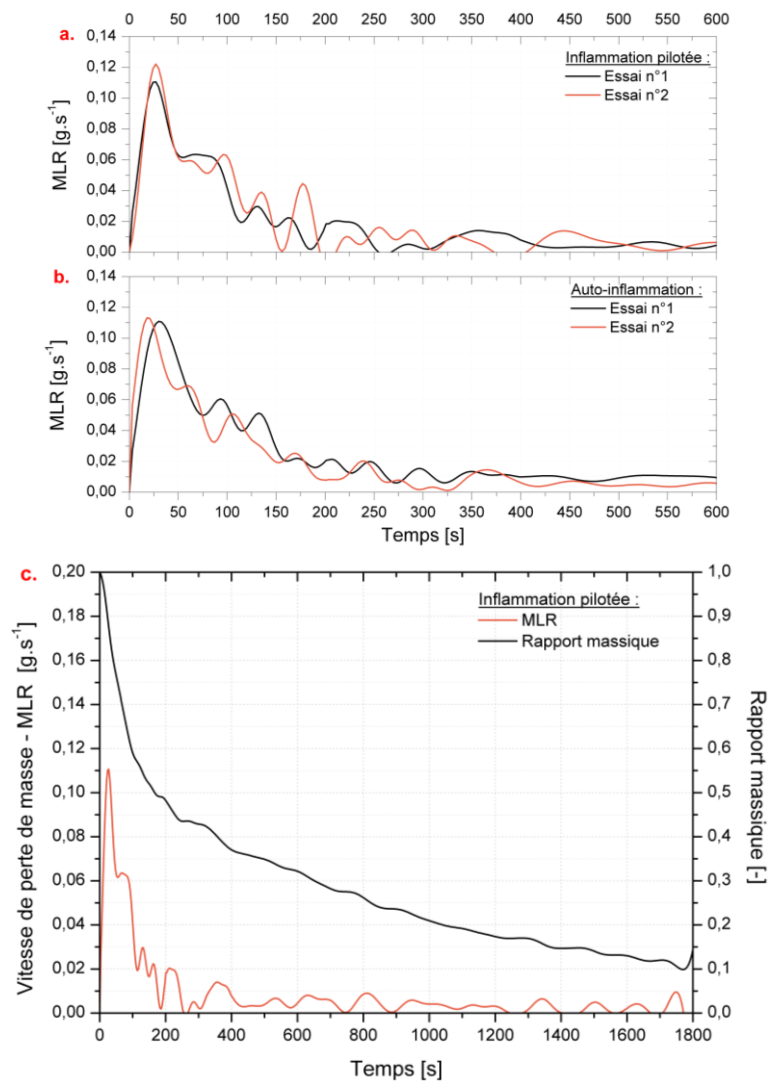 0 50 100 150 200 250 300 350 400 450 500 550 600
a.
0,14
0,12
0,10
0,08
0,06
0,04
0,02
0,00
MLR [g.s⁻¹]
Inflammation pilotée :
Essai n°1
Essai n°2
b.
0,14
0,12
0,10
0,08
0,06
0,04
0,02
0,00
MLR [g.s⁻¹]
Auto-inflammation :
Essai n°1
Essai n°2
0 50 100 150 200 250 300 350 400 450 500 550 600
Temps [s]
c.
0,20
0,18
0,16
0,14
0,12
0,10
0,08
0,06
0,04
0,02
0,00
Vitesse de perte de masse - MLR [g.s⁻¹]
Inflammation pilotée :
MLR
Rapport massique
1,0
0,9
0,8
0,7
0,6
0,5
0,4
0,3
0,2
0,1
0,0
Rapport massique [-]
0 200 400 600 800 1000 1200 1400 1600 1800
Temps [s]